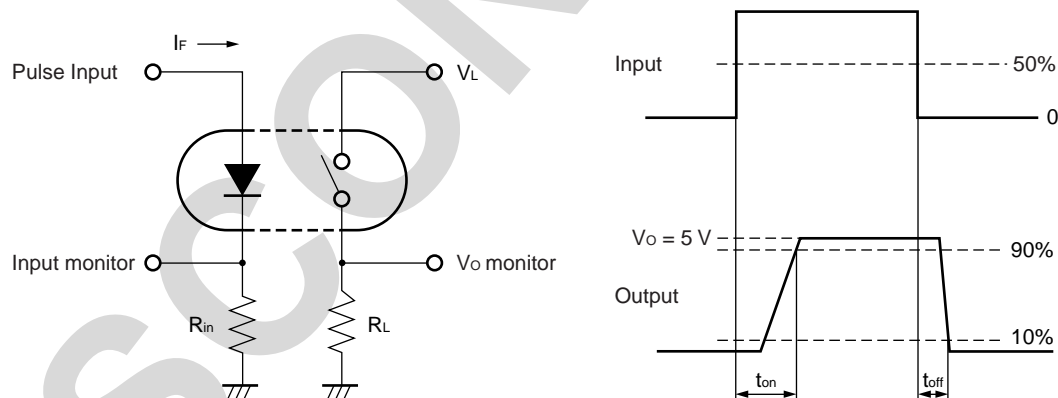 IF
Pulse Input
VL
Input monitor
VO monitor
Rin
RL
Input
50%
0
VO = 5 V
90%
Output
10%
ton
toff